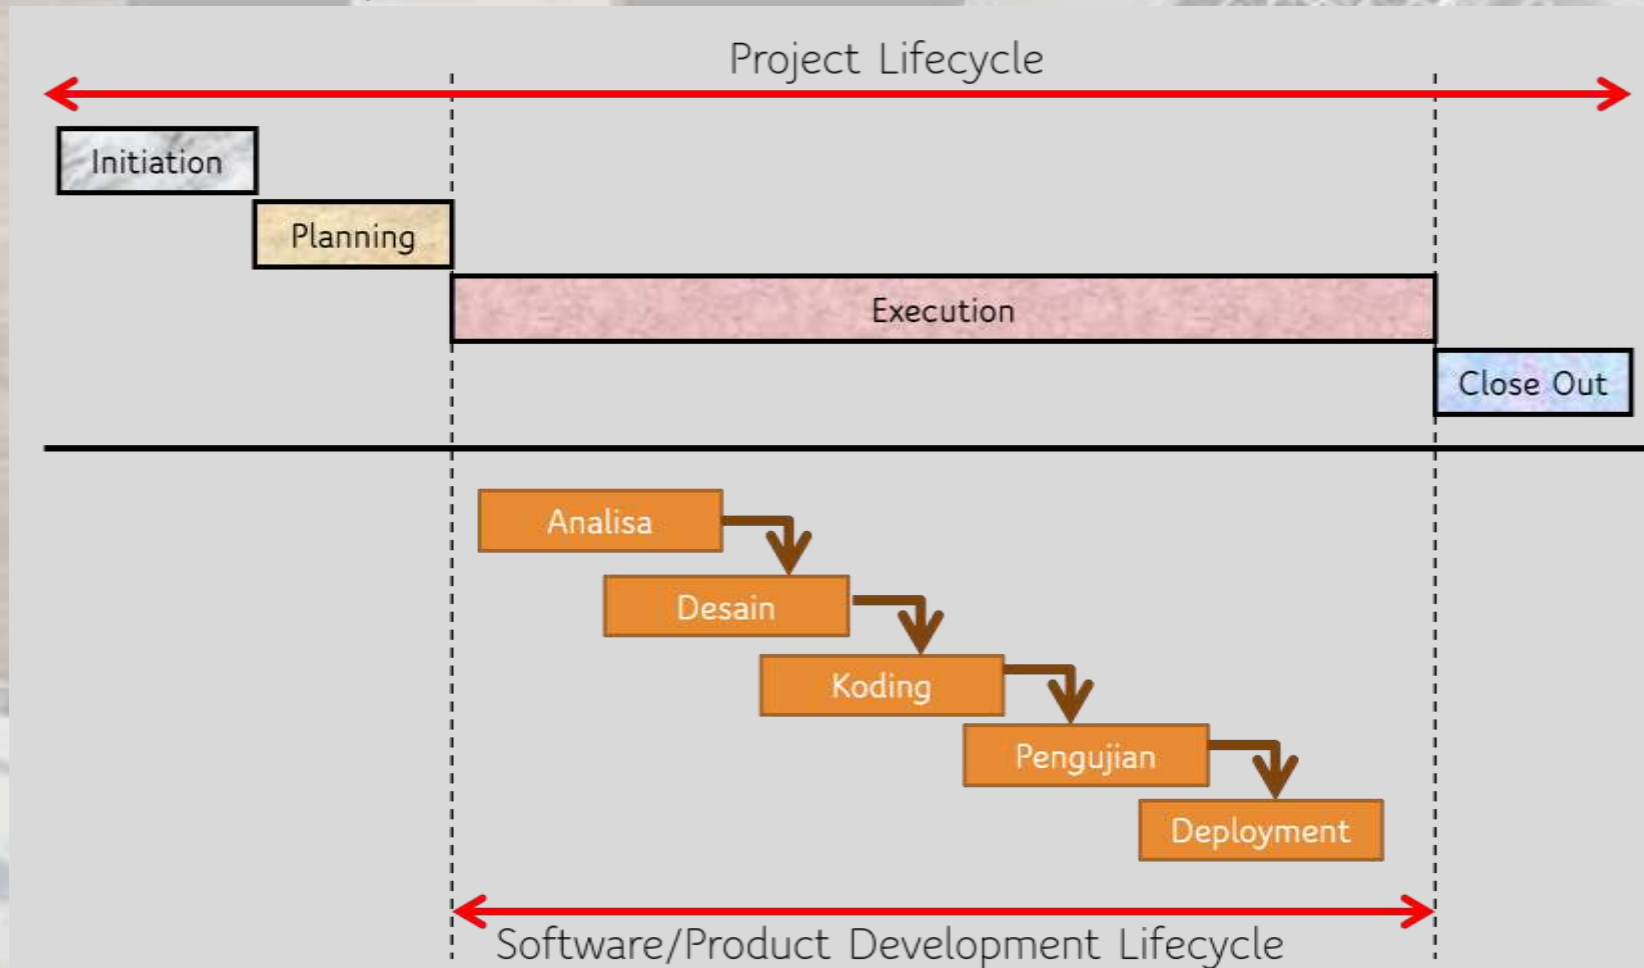 Project Lifecycle
Initiation
Planning
Execution
Close Out
Analisa
Desain
Koding
Pengujian
Deployment
Software/Product Development Lifecycle